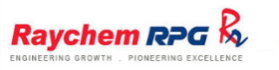 Raychem RPG
ENGINEERING GROWTH . PIONEERING EXCELLENCE